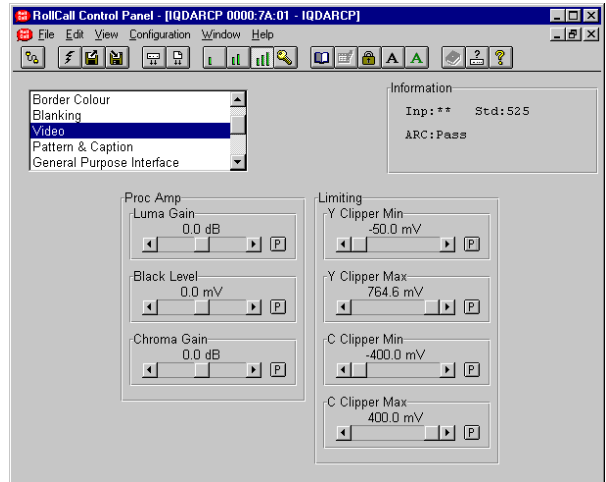 RollCall Control Panel - [IQDARCP 0000:7A:01 - IQDARCP]
File Edit View Configuration Window Help
A A 2 ?
Border Colour
Blanking
Video
Pattern & Caption
General Purpose Interface
Information
Inp:** Std:525
ARC:Pass
Proc Amp
Luma Gain
0.0 dB
P
Black Level
0.0 mV
P
Chroma Gain
0.0 dB
P
Limiting
Y Clipper Min
-50.0 mV
P
Y Clipper Max
764.6 mV
P
C Clipper Min
-400.0 mV
P
C Clipper Max
400.0 mV
P